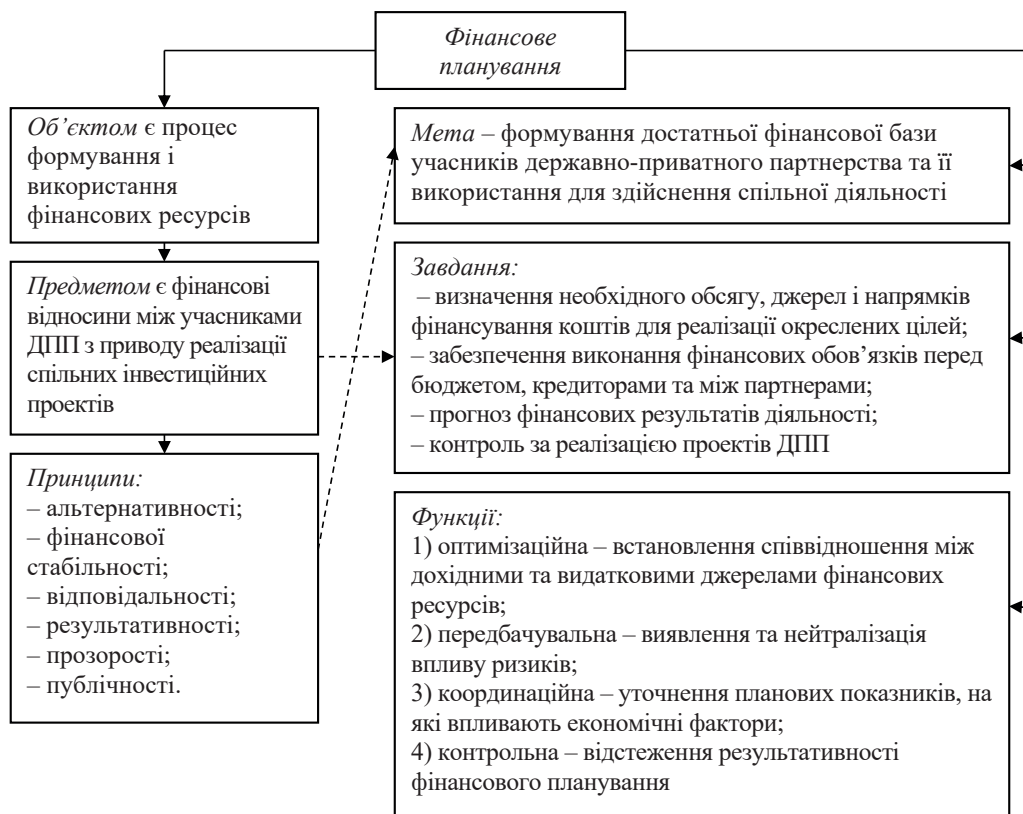 Фінансове
планування
Об’єктом є процес
формування і
використання
фінансових ресурсів
Предметом є фінансові
відносини між учасниками
ДПП з приводу реалізації
спільних інвестиційних
проектів
Принципи:
– альтернативності;
– фінансової
стабільності;
– відповідальності;
– результативності;
– прозорості;
– публічності.
Мета – формування достатньої фінансової бази
учасників державно-приватного партнерства та її
використання для здійснення спільної діяльності
Завдання:
– визначення необхідного обсягу, джерел і напрямків
фінансування коштів для реалізації окреслених цілей;
– забезпечення виконання фінансових обов’язків перед
бюджетом, кредиторами та між партнерами;
– прогноз фінансових результатів діяльності;
– контроль за реалізацією проектів ДПП
Функції:
1) оптимізаційна – встановлення співвідношення між
дохідними та видатковими джерелами фінансових
ресурсів;
2) передбачувальна – виявлення та нейтралізація
впливу ризиків;
3) координаційна – уточнення планових показників, на
які впливають економічні фактори;
4) контрольна – відстеження результативності
фінансового планування